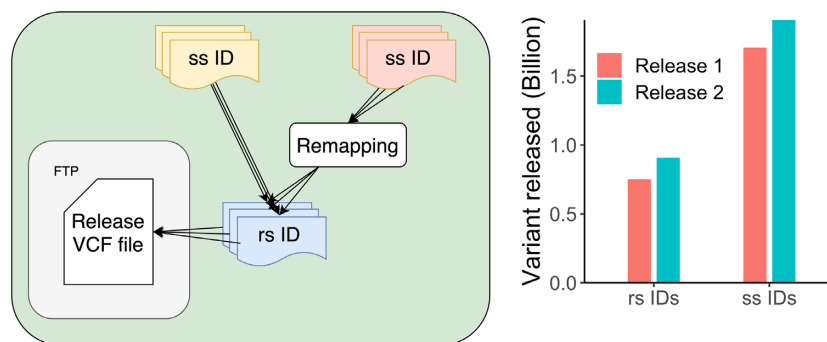 ss ID
ss ID
Remapping
FTP
Release
VCF file
rs ID
Variant released (Billion)
1.5
1.0
0.5
0.0
Release 1
Release 2
rs IDs
ss IDs